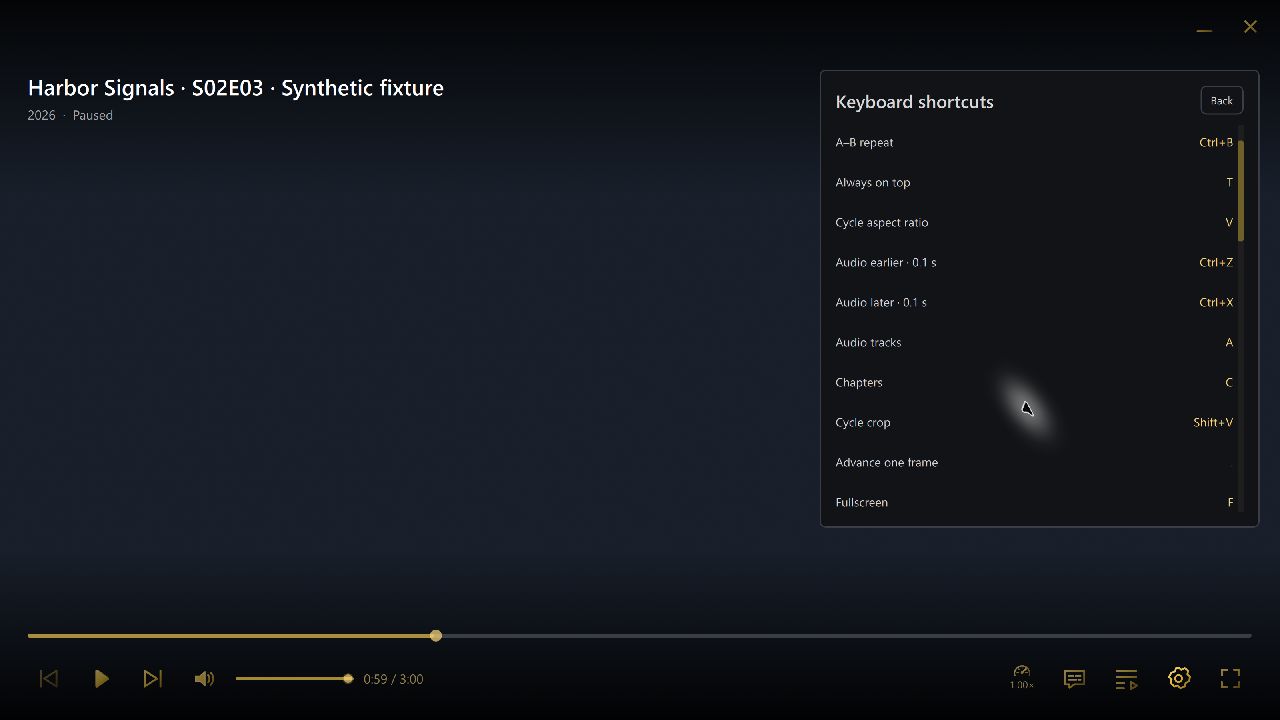 Harbor Signals · S02E03 · Synthetic fixture
2026 · Paused
Keyboard shortcuts
Back
A–B repeat Ctrl+B
Always on top T
Cycle aspect ratio V
Audio earlier · 0.1 s Ctrl+Z
Audio later · 0.1 s Ctrl+X
Audio tracks A
Chapters C
Cycle crop Shift+V
Advance one frame .
Fullscreen F
0:59 / 3:00
1.00×